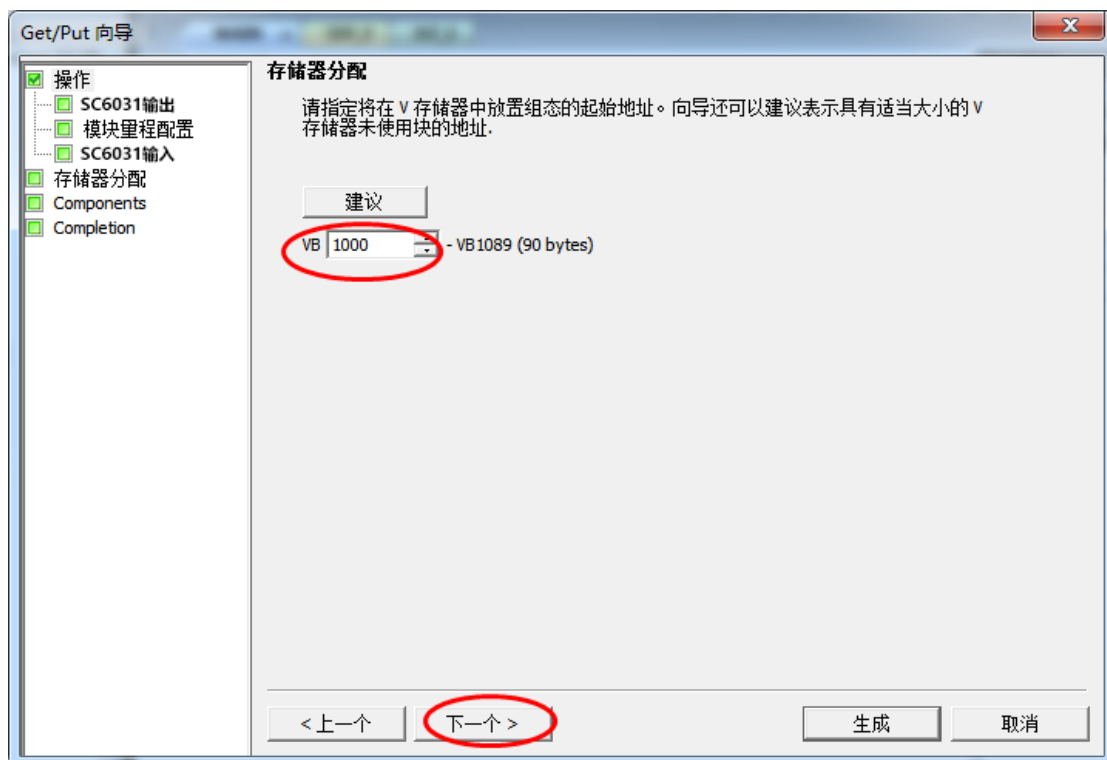 Get/Put 向导
操作
SC6031输出
模块里程配置
SC6031输入
存储器分配
Components
Completion
存储器分配
请指定将在 V 存储器中放置组态的起始地址。向导还可以建议表示具有适当大小的 V
存储器未使用块的地址.
建议
VB 1000 - VB1089 (90 bytes)
<上一个
下一个 >
生成
取消